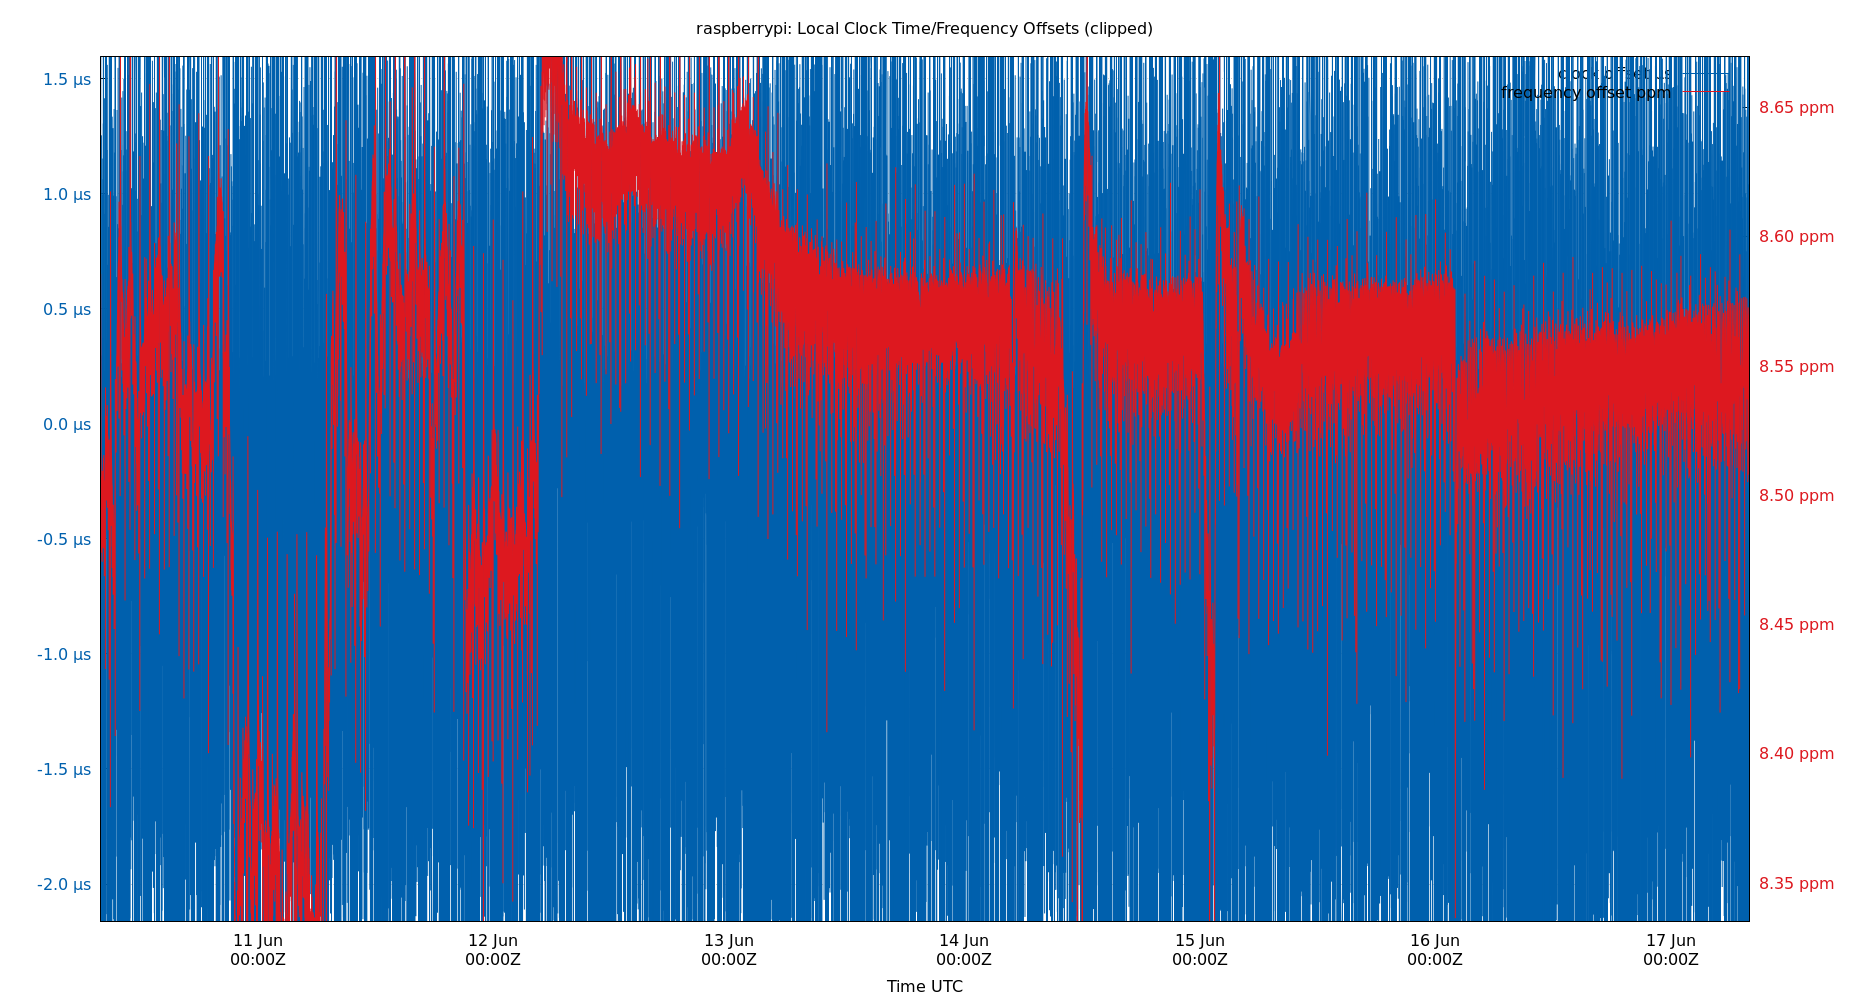 raspberrypi: Local Clock Time/Frequency Offsets (clipped)
clock offset µs
frequency offset ppm
1.5 µs
1.0 µs
0.5 µs
0.0 µs
-0.5 µs
-1.0 µs
-1.5 µs
-2.0 µs
8.65 ppm
8.60 ppm
8.55 ppm
8.50 ppm
8.45 ppm
8.40 ppm
8.35 ppm
11 Jun 12 Jun 13 Jun 14 Jun 15 Jun 16 Jun 17 Jun
00:00Z 00:00Z 00:00Z 00:00Z 00:00Z 00:00Z 00:00Z
Time UTC